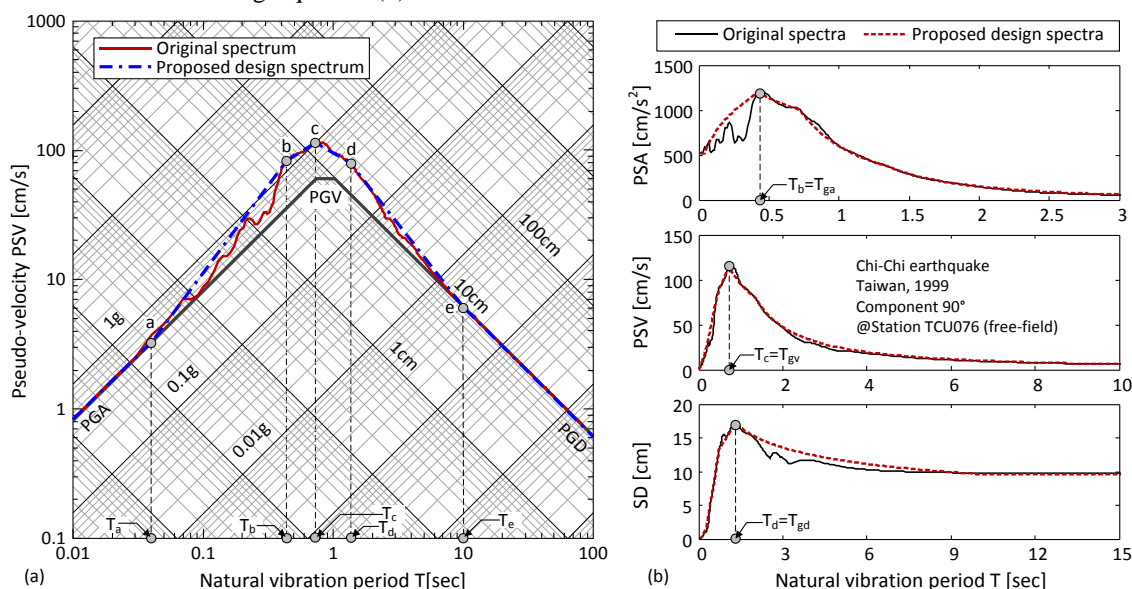 1000
100
10
1
0.1
Pseudo-velocity PSV [cm/s]
Original spectrum
Proposed design spectrum
a
b
c
d
e
PGV
PGA
PGD
1g
0.1g
0.01g
100cm
10cm
1cm
Ta
Tb
Tc
Td
Te
0.01
0.1
1
10
100
(a)
Natural vibration period T[sec]
Original spectra
Proposed design spectra
PSA [cm/s²]
1500
1000
500
0
Tb=Tga
0 0.5 1 1.5 2 2.5 3
PSV [cm/s]
150
100
50
0
Chi-Chi earthquake
Taiwan, 1999
Component 90°
@Station TCU076 (free-field)
Tc=Tgv
0 2 4 6 8 10
SD [cm]
20
15
10
5
0
Td=Tgd
0 3 6 9 12 15
(b)
Natural vibration period T [sec]